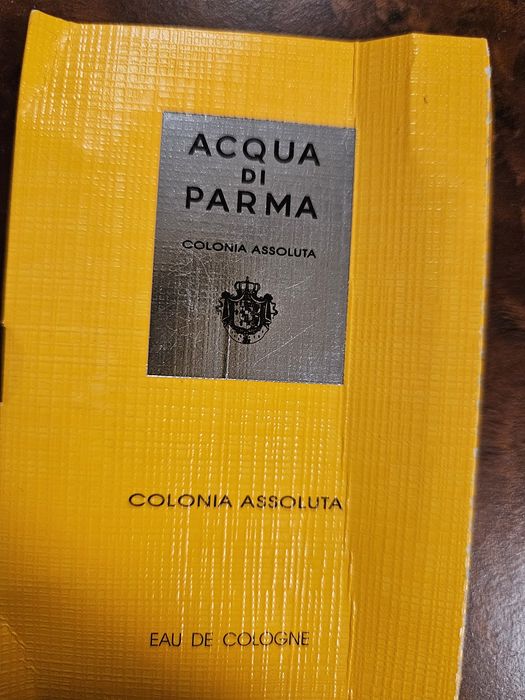 ACQUA
DI
PARMA
COLONIA ASSOLUTA
COLONIA ASSOLUTA
EAU DE COLOGNE